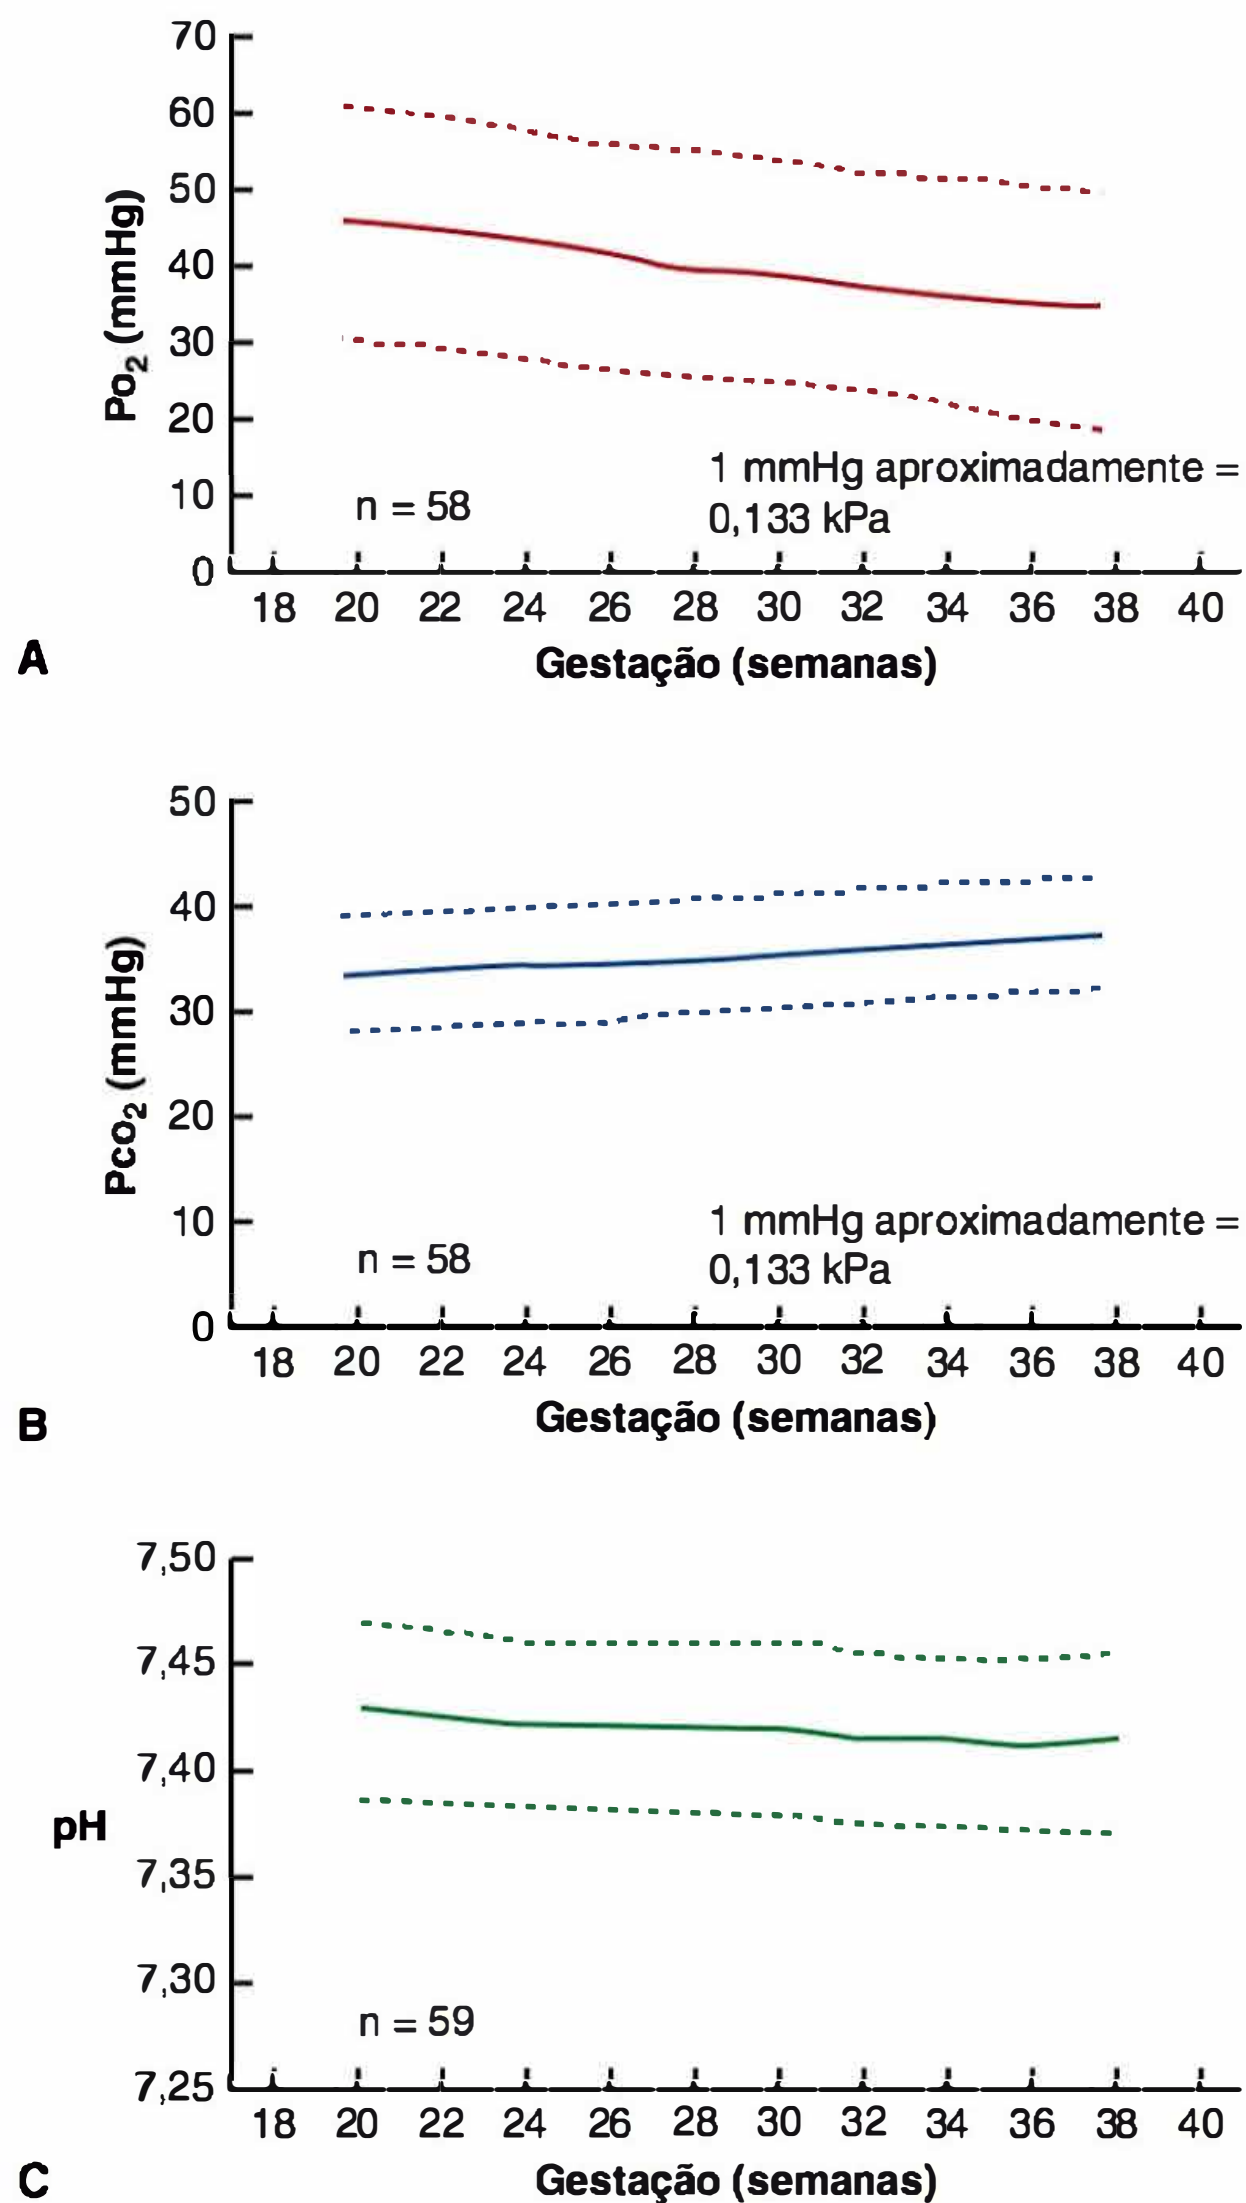 70
60
50
40
30
20
10
0
Po2 (mmHg)
n = 58
1 mmHg aproximadamente =
0,133 kPa
18 20 22 24 26 28 30 32 34 36 38 40
Gestação (semanas)
A
50
40
30
20
10
0
Pco2 (mmHg)
n = 58
1 mmHg aproximadamente =
0,133 kPa
18 20 22 24 26 28 30 32 34 36 38 40
Gestação (semanas)
B
7,50
7,45
7,40
7,35
7,30
7,25
pH
n = 59
18 20 22 24 26 28 30 32 34 36 38 40
Gestação (semanas)
C